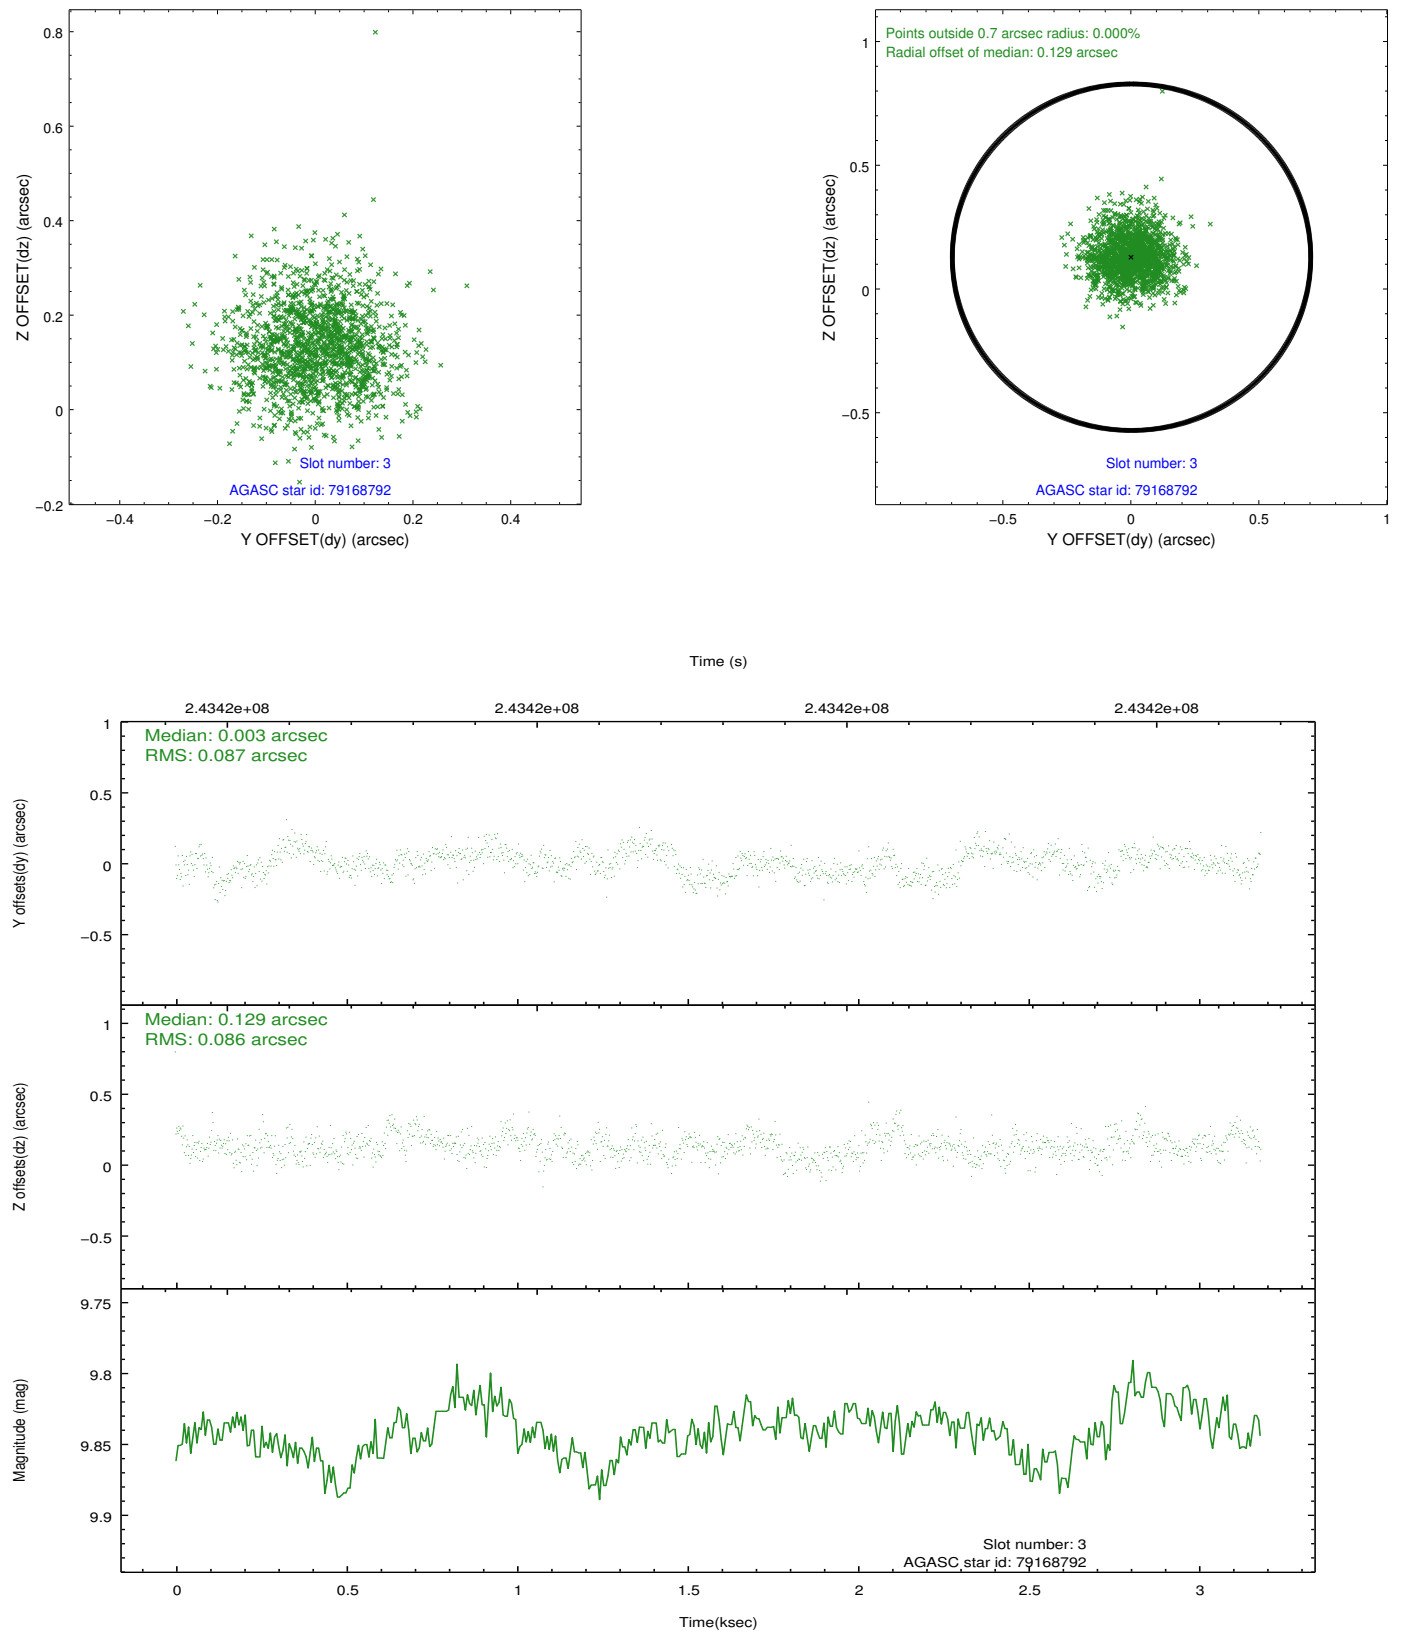 0.8
0.6
0.4
0.2
0
−0.2
−0.4
−0.2
0
0.2
0.4
Z OFFSET(dz) (arcsec)
Y OFFSET(dy) (arcsec)
Slot number: 3
AGASC star id: 79168792
Points outside 0.7 arcsec radius: 0.000%
Radial offset of median: 0.129 arcsec
1
0.5
0
−0.5
−0.5
0
0.5
1
Z OFFSET(dz) (arcsec)
Y OFFSET(dy) (arcsec)
Slot number: 3
AGASC star id: 79168792
Time (s)
2.4342e+08
2.4342e+08
2.4342e+08
2.4342e+08
Median: 0.003 arcsec
RMS: 0.087 arcsec
1
0.5
0
−0.5
Y offsets(dy) (arcsec)
Median: 0.129 arcsec
RMS: 0.086 arcsec
1
0.5
0
−0.5
Z offsets(dz) (arcsec)
9.75
9.8
9.85
9.9
Magnitude (mag)
Slot number: 3
AGASC star id: 79168792
0
0.5
1
1.5
2
2.5
3
Time(ksec)